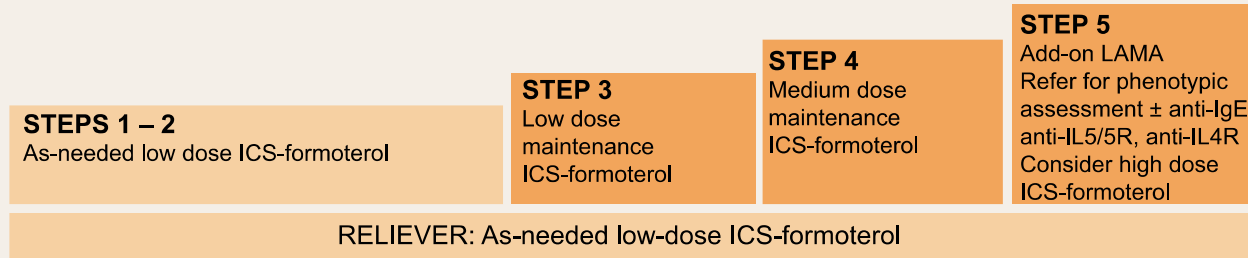 STEPS 1 – 2
As-needed low dose ICS-formoterol
STEP 3
Low dose
maintenance
ICS-formoterol
STEP 4
Medium dose
maintenance
ICS-formoterol
STEP 5
Add-on LAMA
Refer for phenotypic
assessment ± anti-IgE
anti-IL5/5R, anti-IL4R
Consider high dose
ICS-formoterol
RELIEVER: As-needed low-dose ICS-formoterol